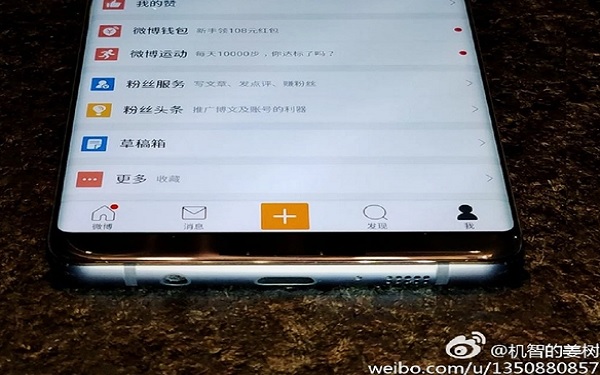 我的赞
微博钱包 新手领108元红包
微博运动 每天10000步，你达标了吗？
粉丝服务 写文章、发点评、赚粉丝
粉丝头条 推广博文及账号的利器
草稿箱
更多 收藏
微博 消息 发现 我
@机智的姜树
weibo.com/u/1350880857